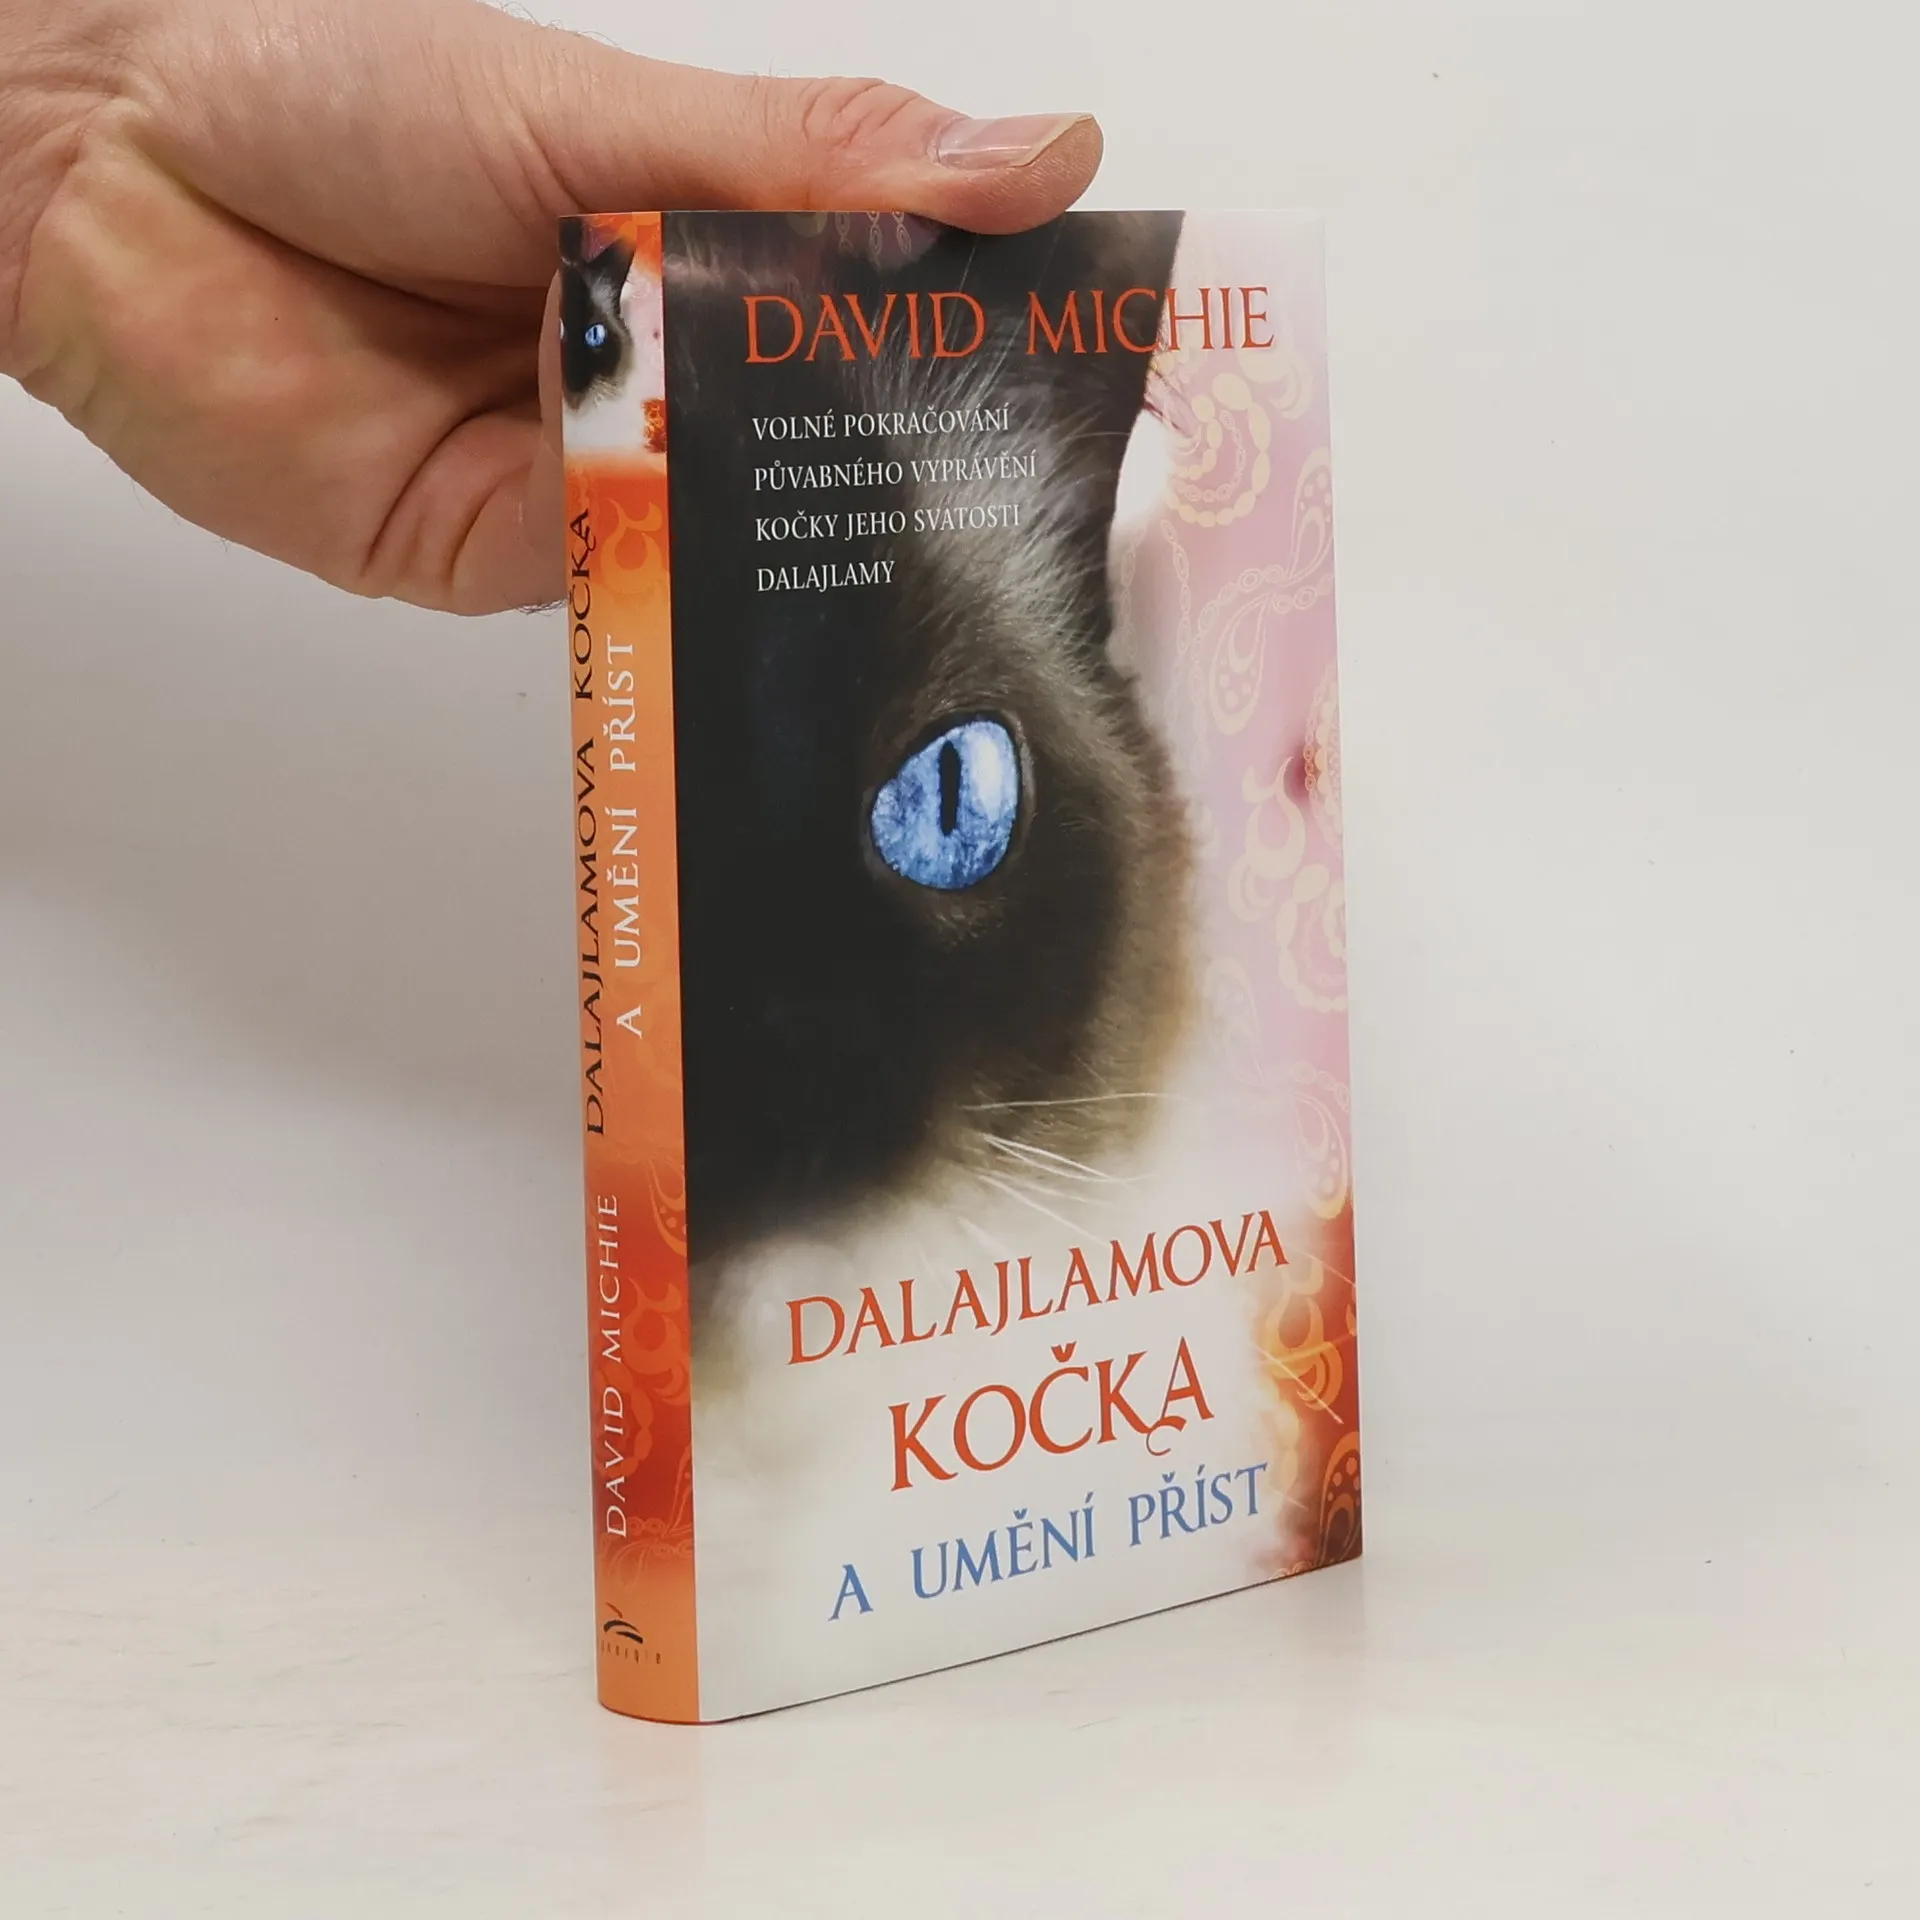 DAVID MICHIE
VOLNÉ POKRAČOVÁNÍ
PŮVABNÉHO VYPRÁVĚNÍ
KOČKY JEHO SVATOSTI
DALAJLAMY
DALAJLAMOVA
KOČKA
A UMĚNÍ PŘÍST
DAVID MICHIE
DALAJLAMOVA KOČKA
A UMĚNÍ PŘÍST